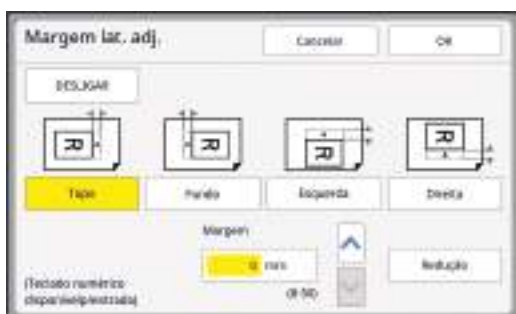 Margem lat. adj.
Cancelar
OK
DESLIGAR
R R R R
Topo
Fundo
Esquerda
Direita
Margem
0 mm
(0-50)
Redução
(Teclado numérico
disponível p/entrada)